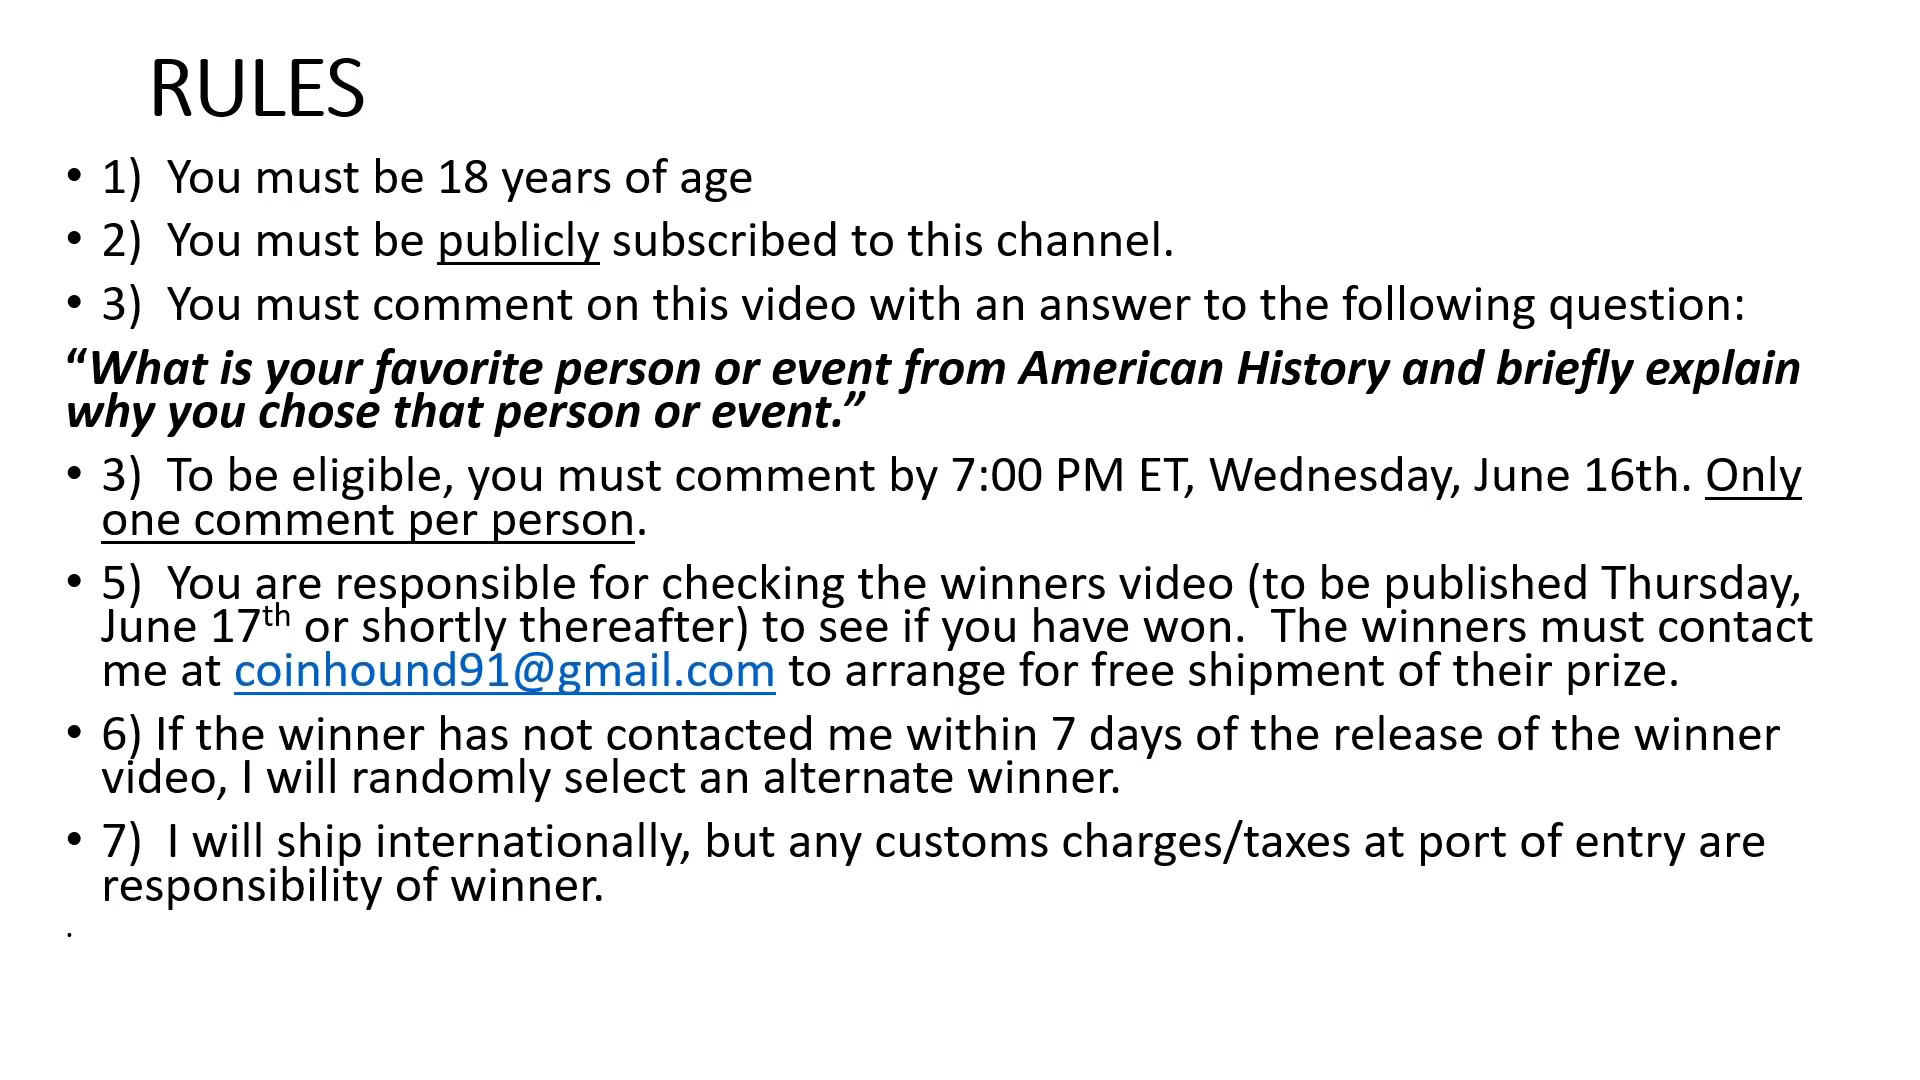 RULES
• 1)  You must be 18 years of age
• 2)  You must be publicly subscribed to this channel.
• 3)  You must comment on this video with an answer to the following question:
“What is your favorite person or event from American History and briefly explain
why you chose that person or event.”
• 3)  To be eligible, you must comment by 7:00 PM ET, Wednesday, June 16th. Only
one comment per person.
• 5)  You are responsible for checking the winners video (to be published Thursday,
June 17th or shortly thereafter) to see if you have won.  The winners must contact
me at coinhound91@gmail.com to arrange for free shipment of their prize.
• 6) If the winner has not contacted me within 7 days of the release of the winner
video, I will randomly select an alternate winner.
• 7)  I will ship internationally, but any customs charges/taxes at port of entry are
responsibility of winner.
.